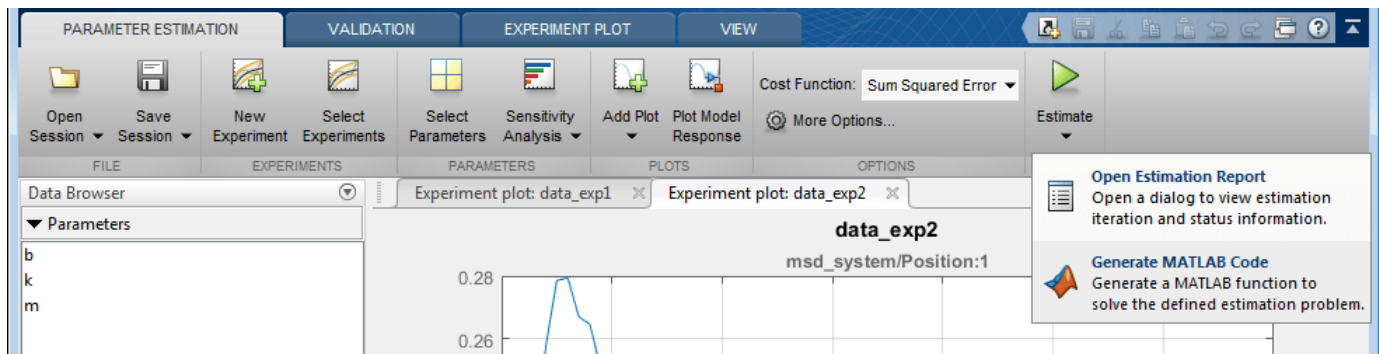 PARAMETER ESTIMATION VALIDATION EXPERIMENT PLOT VIEW
Open Session
Save Session
New Experiment
Select Experiments
Select Parameters
Sensitivity Analysis
Add Plot
Plot Model Response
Cost Function: Sum Squared Error
More Options...
Estimate
FILE EXPERIMENTS PARAMETERS PLOTS OPTIONS
Data Browser
Parameters
b
k
m
Experiment plot: data_exp1
Experiment plot: data_exp2
data_exp2
msd_system/Position:1
0.28
0.26
Open Estimation Report
Open a dialog to view estimation
iteration and status information.
Generate MATLAB Code
Generate a MATLAB function to
solve the defined estimation problem.